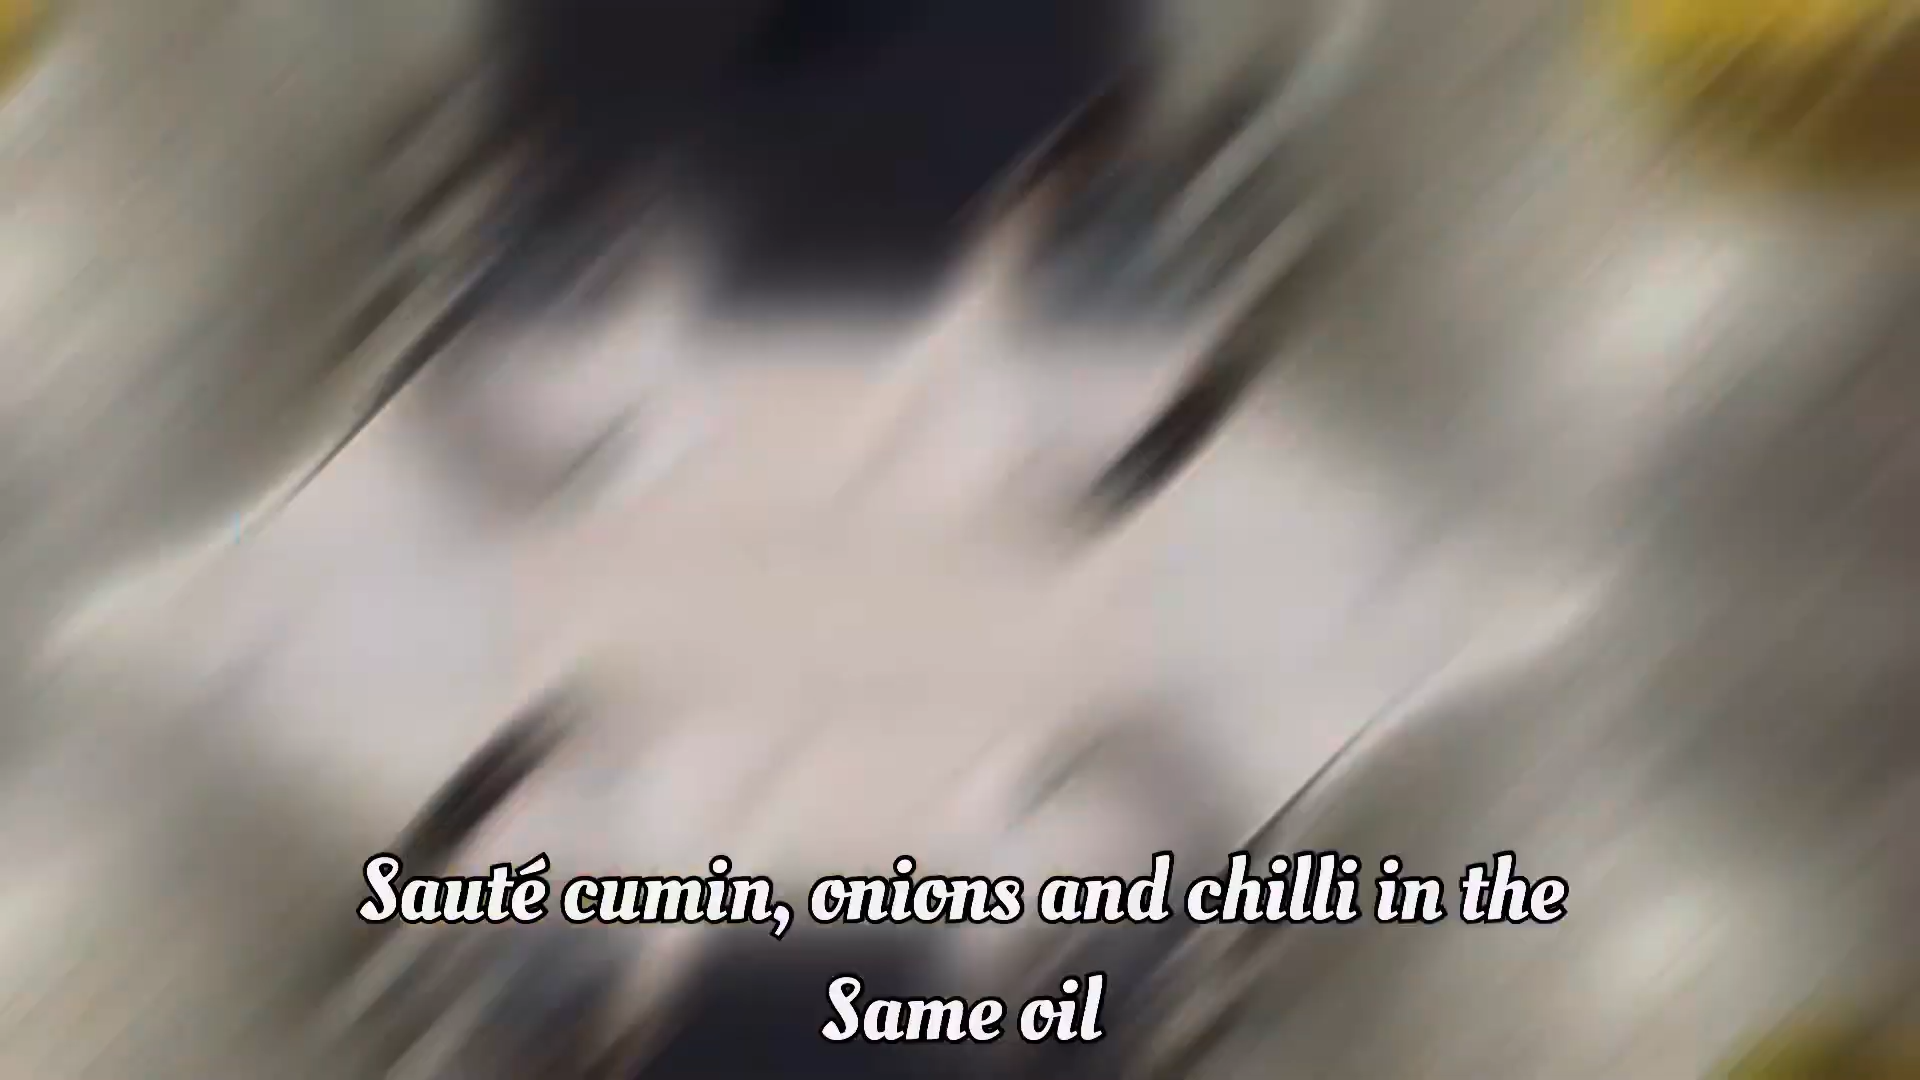 Sauté cumin, onions and chilli in the
Same oil